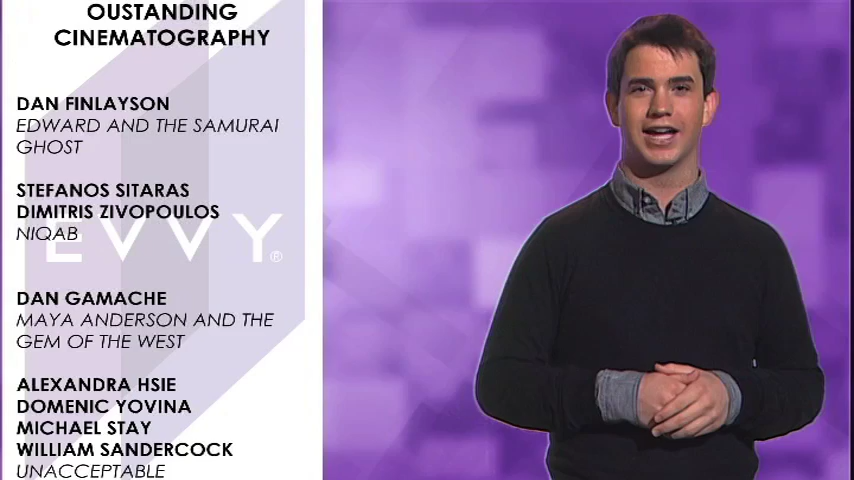 OUSTANDING
CINEMATOGRAPHY
DAN FINLAYSON
EDWARD AND THE SAMURAI
GHOST
STEFANOS SITARAS
DIMITRIS ZIVOPOULOS
NIQAB
EVVY®
DAN GAMACHE
MAYA ANDERSON AND THE
GEM OF THE WEST
ALEXANDRA HSIE
DOMENIC YOVINA
MICHAEL STAY
WILLIAM SANDERCOCK
UNACCEPTABLE